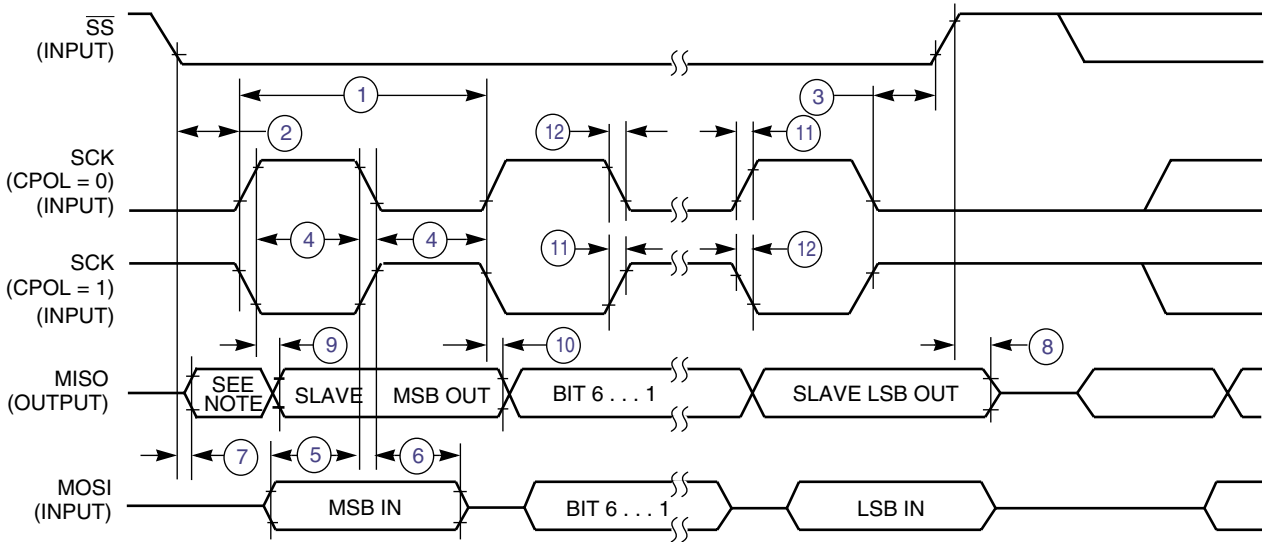 SS
(INPUT)
1
3
2
12
11
SCK
(CPOL = 0)
(INPUT)
4
4
11
12
SCK
(CPOL = 1)
(INPUT)
9
10
8
MISO
(OUTPUT)
SEE
NOTE
SLAVE
MSB OUT
BIT 6 . . . 1
SLAVE LSB OUT
7
5
6
MOSI
(INPUT)
MSB IN
BIT 6 . . . 1
LSB IN